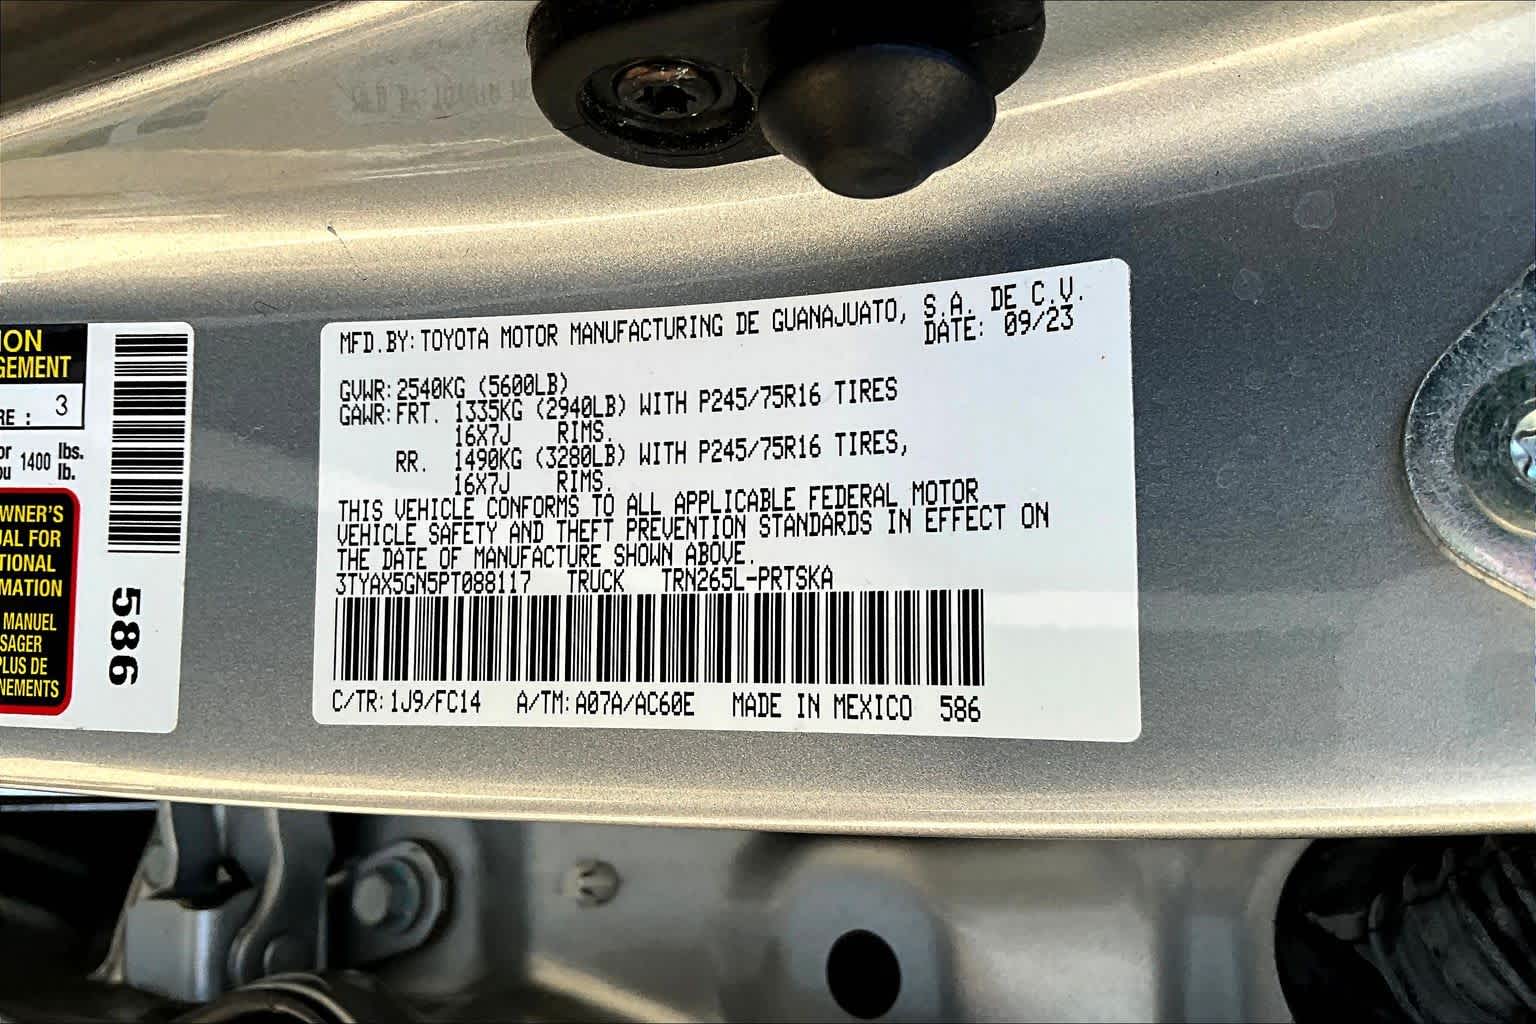 ION
GEMENT
RE : 3
or 1400 lbs.
ou lb.
WNER'S
UAL FOR
TIONAL
MATION
MANUEL
SAGER
PLUS DE
NEMENTS
586
MFD.BY: TOYOTA MOTOR MANUFACTURING DE GUANAJUATO, S.A. DE C.V.
DATE: 09/23
GVWR: 2540KG (5600LB)
GAWR: FRT. 1335KG (2940LB) WITH P245/75R16 TIRES
16X7J RIMS.
RR. 1490KG (3280LB) WITH P245/75R16 TIRES,
16X7J RIMS.
THIS VEHICLE CONFORMS TO ALL APPLICABLE FEDERAL MOTOR
VEHICLE SAFETY AND THEFT PREVENTION STANDARDS IN EFFECT ON
THE DATE OF MANUFACTURE SHOWN ABOVE.
3TYAX5GN5PT088117 TRUCK TRN265L-PRTSKA
C/TR: 1J9/FC14 A/TM: A07A/AC60E MADE IN MEXICO 586